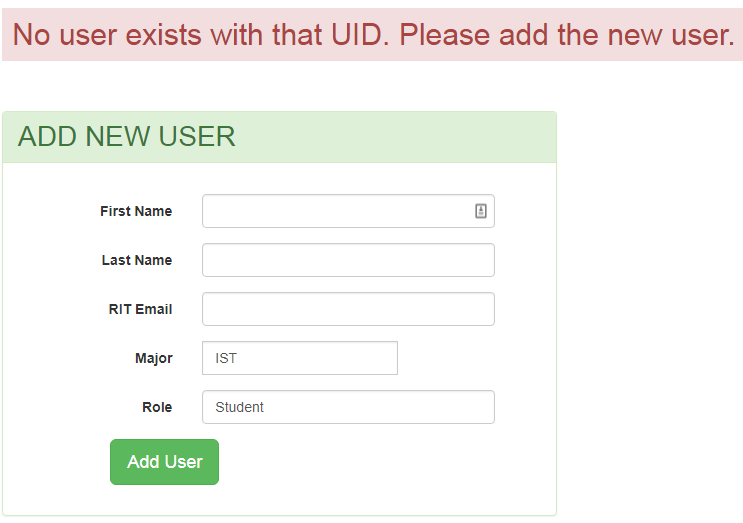 No user exists with that UID. Please add the new user.
ADD NEW USER
First Name
Last Name
RIT Email
Major IST
Role Student
Add User